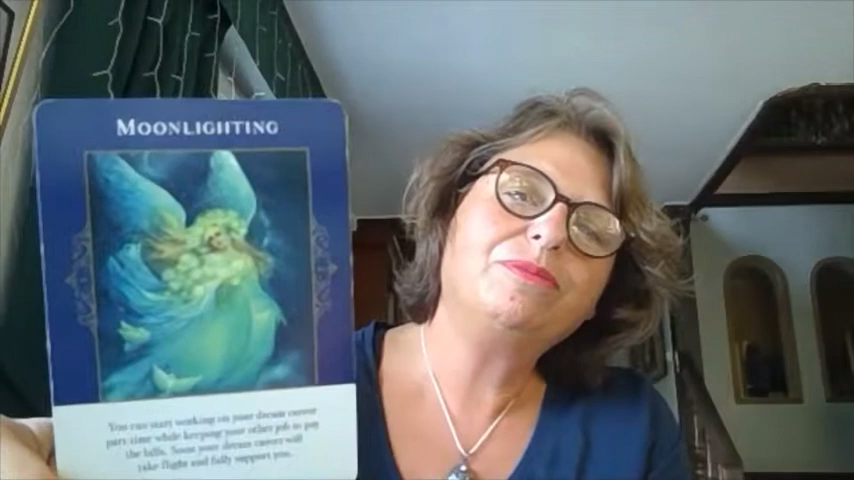 MOONLIGHTING
You can start working on your dream career
part-time while keeping your other job to pay
the bills. Soon your dream career will
take flight and fully support you.